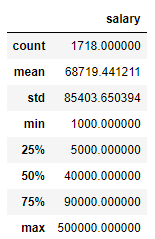 salary
count 1718.000000
mean 68719.441211
std 85403.650394
min 1000.000000
25% 5000.000000
50% 40000.000000
75% 90000.000000
max 500000.000000